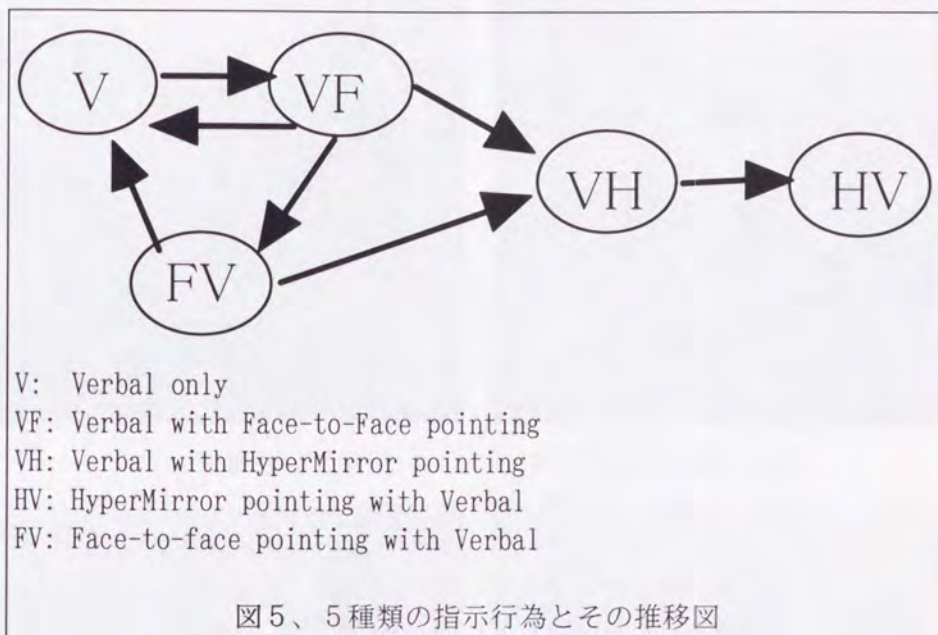 V
VF
VH
HV
FV
V: Verbal only
VF: Verbal with Face-to-Face pointing
VH: Verbal with HyperMirror pointing
HV: HyperMirror pointing with Verbal
FV: Face-to-face pointing with Verbal
図5、5種類の指示行為とその推移図